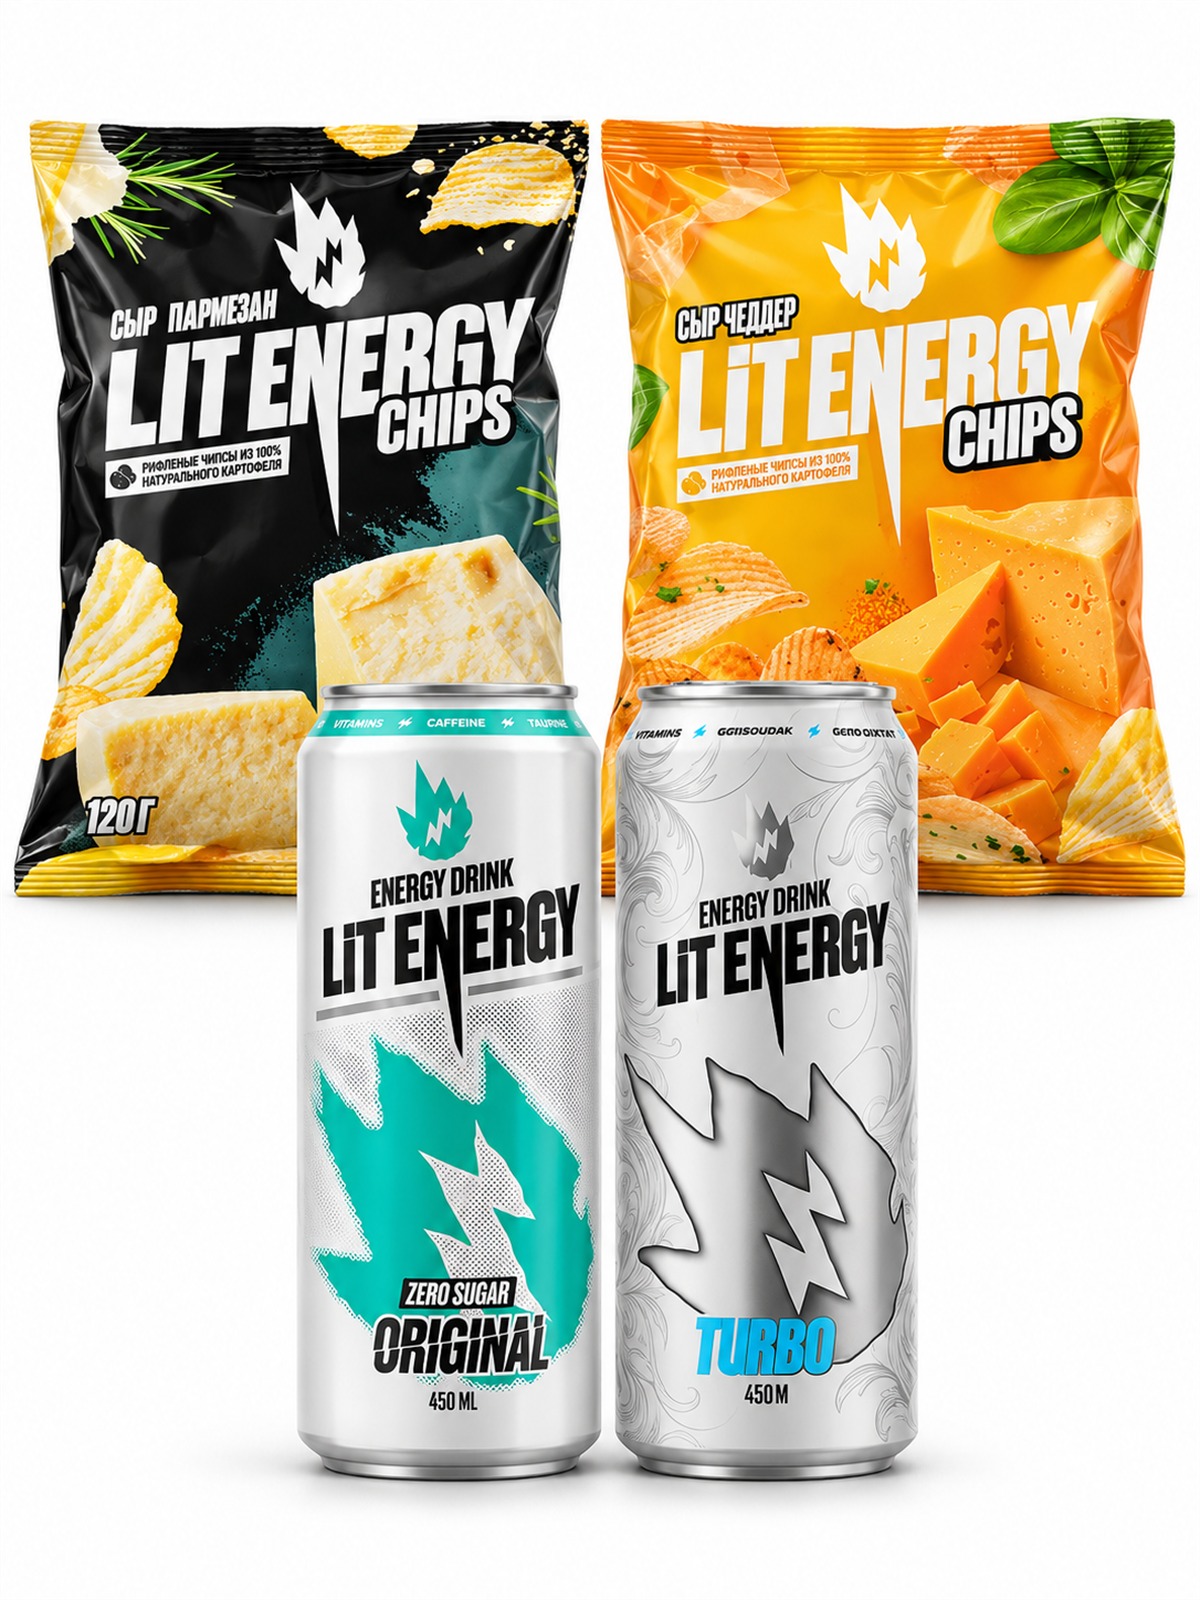 СЫР ПАРМЕЗАН
LIT ENERGY
CHIPS
РИФЛЕНЫЕ ЧИПСЫ ИЗ 100%
НАТУРАЛЬНОГО КАРТОФЕЛЯ
120 Г
СЫР ЧЕДДЕР
LIT ENERGY
CHIPS
РИФЛЕНЫЕ ЧИПСЫ ИЗ 100%
НАТУРАЛЬНОГО КАРТОФЕЛЯ
VITAMINS CAFFEINE TAURINE
ENERGY DRINK
LIT ENERGY
ZERO SUGAR
ORIGINAL
450 ML
VITAMINS GGIISOUDAK
ENERGY DRINK
LIT ENERGY
TURBO
450 M